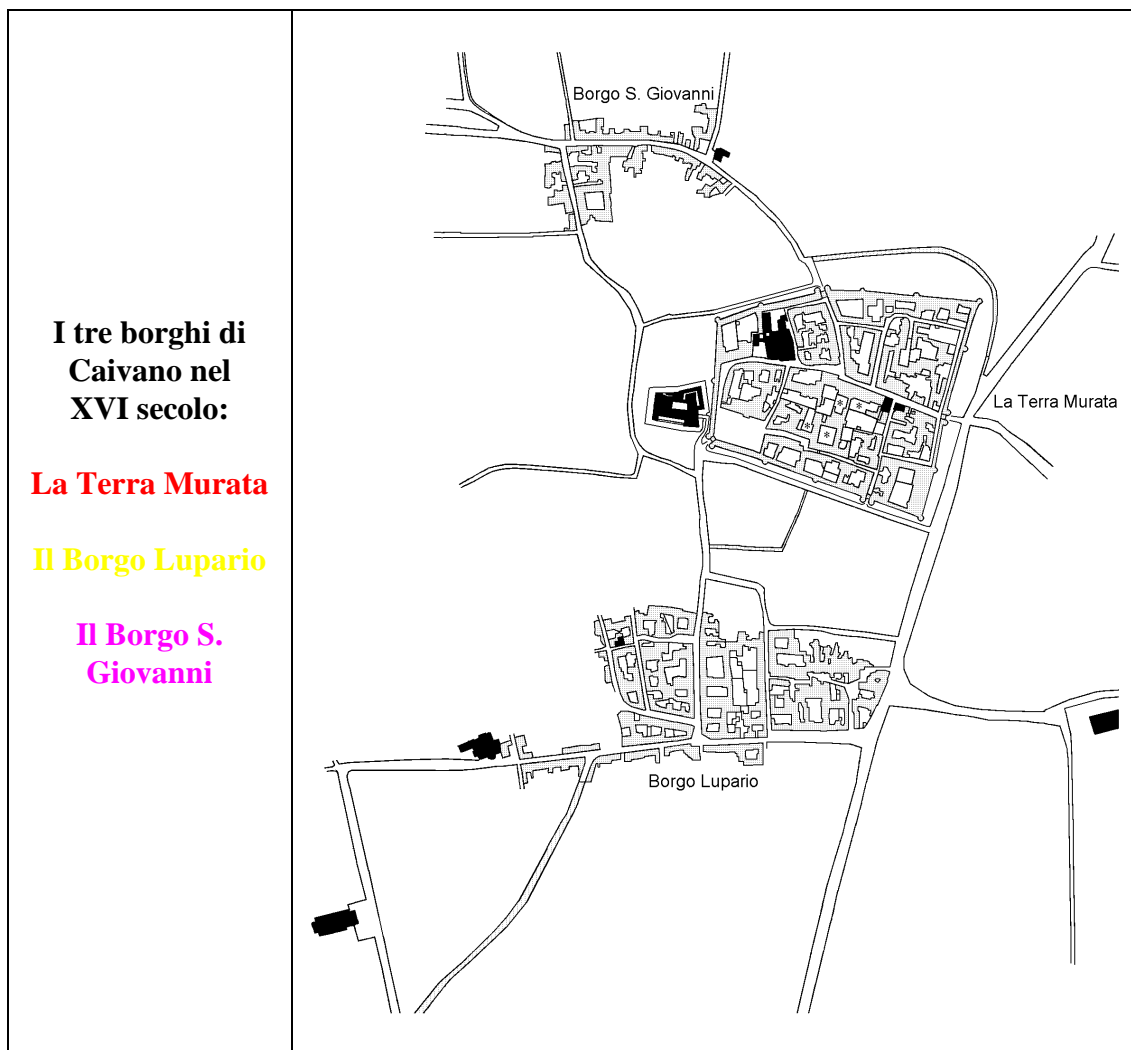 I tre borghi di
Caivano nel
XVI secolo:
La Terra Murata
Il Borgo Lupario
Il Borgo S.
Giovanni
Borgo S. Giovanni
La Terra Murata
Borgo Lupario